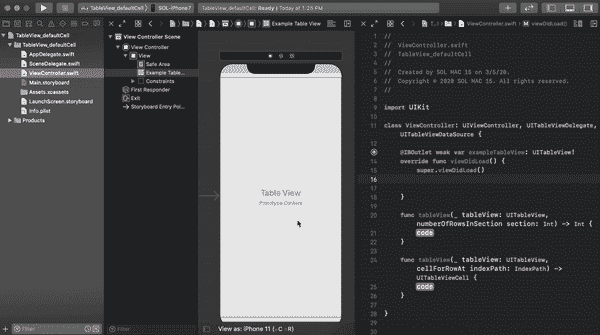 TableView_defaultCell
SOL-iPhone7
TableView_defaultCell: Ready | Today at 1:25 PM
Example Table View
ViewController.swift
viewDidLoad()
TableView_defaultCell
TableView_defaultCell
AppDelegate.swift
SceneDelegate.swift
ViewController.swift
Main.storyboard
Assets.xcassets
LaunchScreen.storyboard
Info.plist
Products
Filter
View Controller Scene
View Controller
View
Safe Area
Example Table...
Constraints
First Responder
Exit
Storyboard Entry Poi...
Filter
Table View
Prototype Content
View as: iPhone 11 (wC hR)
//
// ViewController.swift
// TableView_defaultCell
//
// Created by SOL MAC 15 on 3/5/20.
// Copyright © 2020 SOL MAC 15. All rights reserved.
//
import UIKit
class ViewController: UIViewController, UITableViewDelegate,
UITableViewDataSource {
@IBOutlet weak var exampleTableView: UITableView!
override func viewDidLoad() {
super.viewDidLoad()
}
func tableView(_ tableView: UITableView,
numberOfRowsInSection section: Int) -> Int {
code
}
func tableView(_ tableView: UITableView,
cellForRowAt indexPath: IndexPath) ->
UITableViewCell {
code
}
}